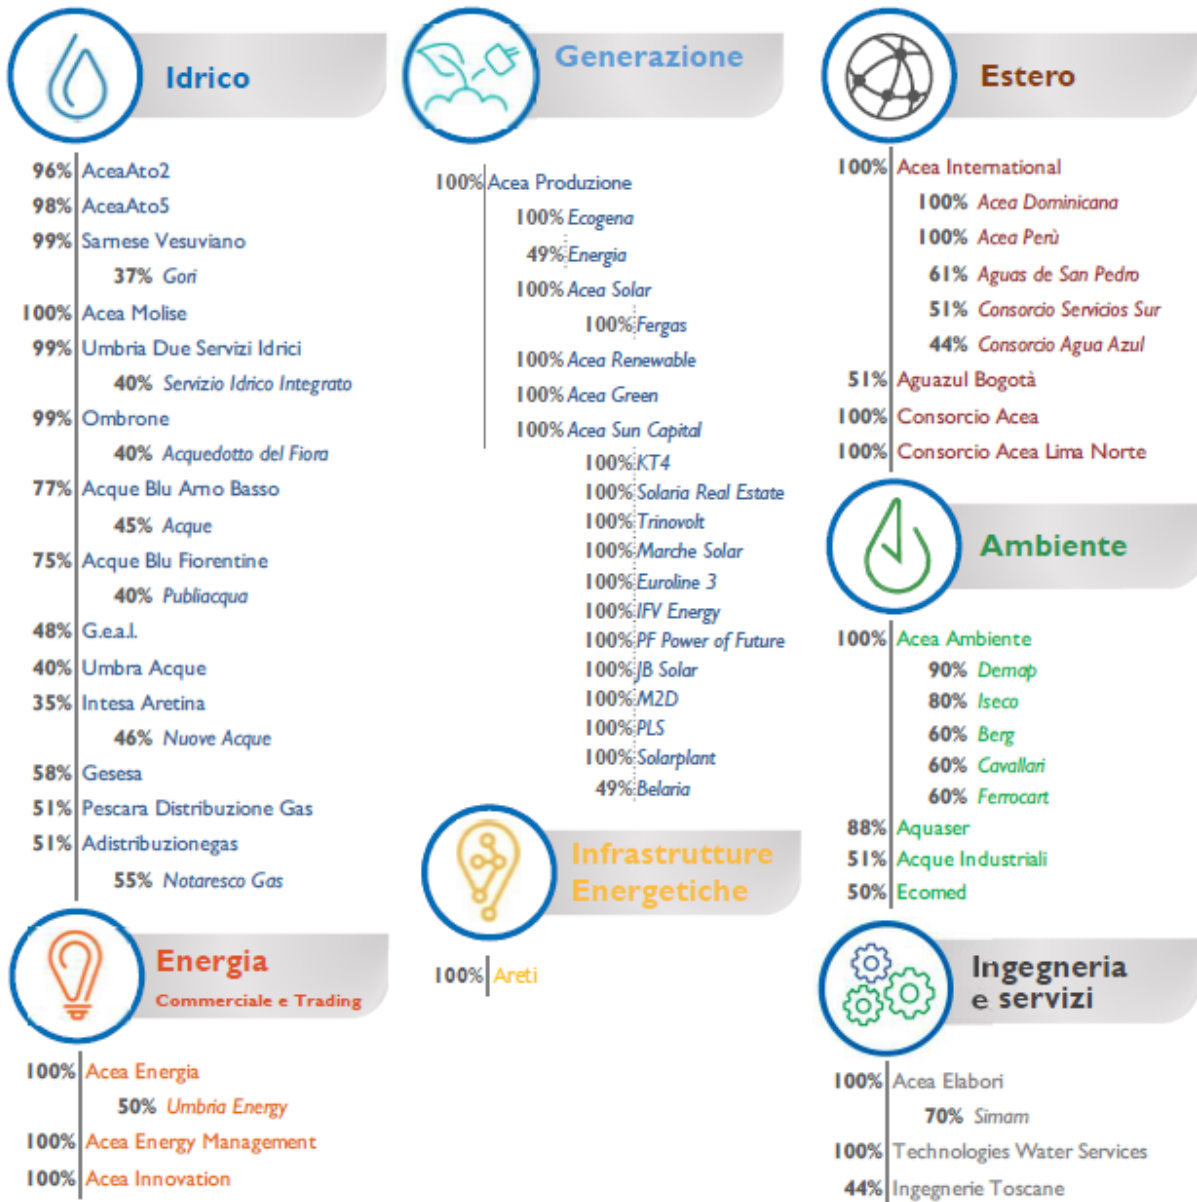 Idrico
96% AceaAto2
98% AceaAto5
99% Sarnese Vesuviano
37% Gori
100% Acea Molise
99% Umbria Due Servizi Idrici
40% Servizio Idrico Integrato
99% Ombrone
40% Acquedotto del Fiora
77% Acque Blu Arno Basso
45% Acque
75% Acque Blu Fiorentine
40% Publiacqua
48% G.e.a.l.
40% Umbra Acque
35% Intesa Aretina
46% Nuove Acque
58% Gesesa
51% Pescara Distribuzione Gas
51% Adistribuzionegas
55% Notaresco Gas
Energia
Commerciale e Trading
100% Acea Energia
50% Umbria Energy
100% Acea Energy Management
100% Acea Innovation
Generazione
100% Acea Produzione
100% Ecogena
49% Energia
100% Acea Solar
100% Fergas
100% Acea Renewable
100% Acea Green
100% Acea Sun Capital
100% KT4
100% Solaria Real Estate
100% Trinovolt
100% Marche Solar
100% Euroline 3
100% IFV Energy
100% PF Power of Future
100% JB Solar
100% M2D
100% PLS
100% Solarplant
49% Belaria
Infrastrutture
Energetiche
100% Areti
Estero
100% Acea International
100% Acea Dominicana
100% Acea Perù
61% Aguas de San Pedro
51% Consorcio Servicios Sur
44% Consorcio Agua Azul
51% Aguazul Bogotà
100% Consorcio Acea
100% Consorcio Acea Lima Norte
Ambiente
100% Acea Ambiente
90% Demap
80% Iseco
60% Berg
60% Cavallari
60% Ferrocart
88% Aquaser
51% Acque Industriali
50% Ecomed
Ingegneria
e servizi
100% Acea Elabori
70% Simam
100% Technologies Water Services
44% Ingegnerie Toscane